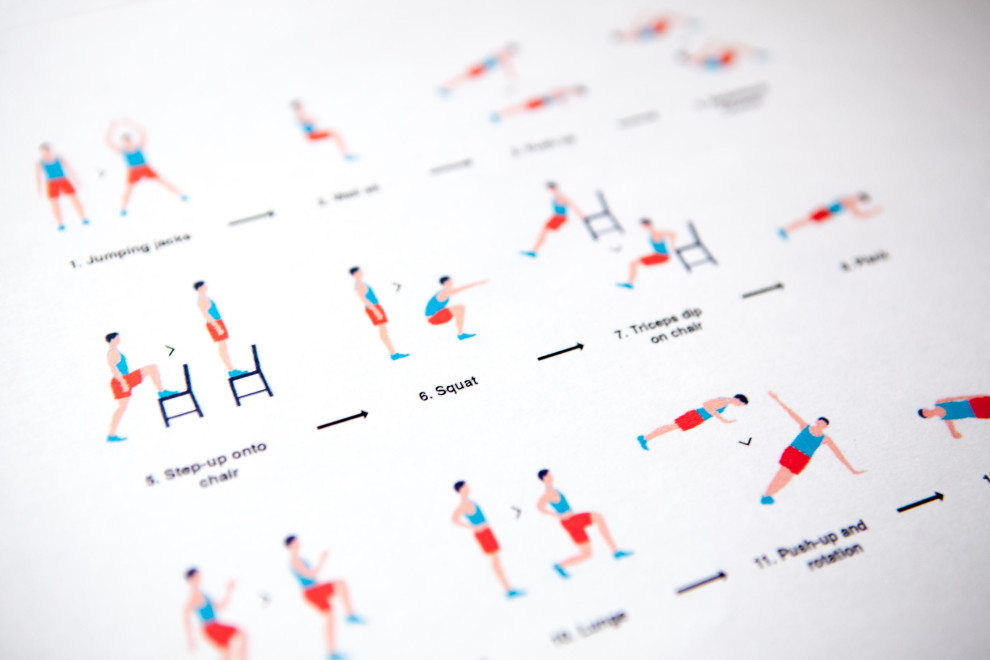 1. Jumping jacks
2. Wall sit
3. Push-up
5. Step-up onto
chair
6. Squat
7. Triceps dip
on chair
8. Plank
10. Lunge
11. Push-up and
rotation